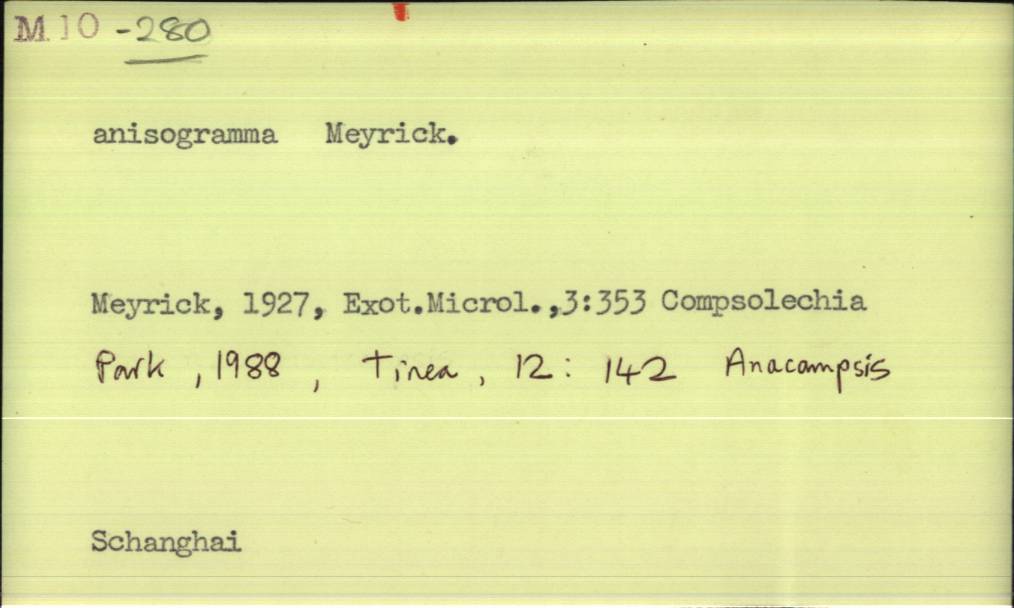 M 10 -280
anisogramma Meyrick.
Meyrick, 1927, Exot.Microl.,3:353 Compsolechia
Park , 1988 , Tinea , 12 : 142 Anacampsis
Schanghai